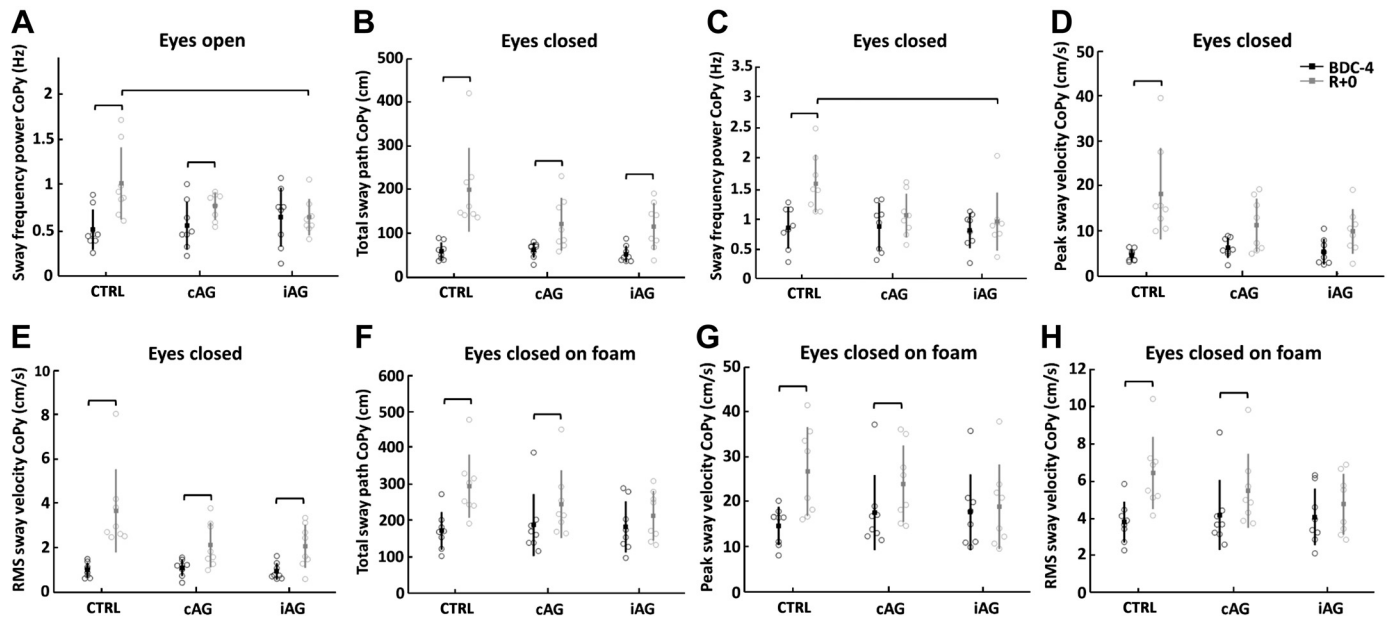 A
Eyes open
Sway frequency power CoPy (Hz)
2
1.5
1
0.5
0
CTRL
cAG
iAG
B
Eyes closed
Total sway path CoPy (cm)
500
400
300
200
100
0
CTRL
cAG
iAG
C
Eyes closed
Sway frequency power CoPy (Hz)
3.5
3
2.5
2
1.5
1
0.5
0
CTRL
cAG
iAG
D
Eyes closed
Peak sway velocity CoPy (cm/s)
50
40
30
20
10
0
BDC-4
R+0
CTRL
cAG
iAG
E
Eyes closed
RMS sway velocity CoPy (cm/s)
10
8
6
4
2
0
CTRL
cAG
iAG
F
Eyes closed on foam
Total sway path CoPy (cm)
600
500
400
300
200
100
0
CTRL
cAG
iAG
G
Eyes closed on foam
Peak sway velocity CoPy (cm/s)
50
40
30
20
10
0
CTRL
cAG
iAG
H
Eyes closed on foam
RMS sway velocity CoPy (cm/s)
12
10
8
6
4
2
0
CTRL
cAG
iAG